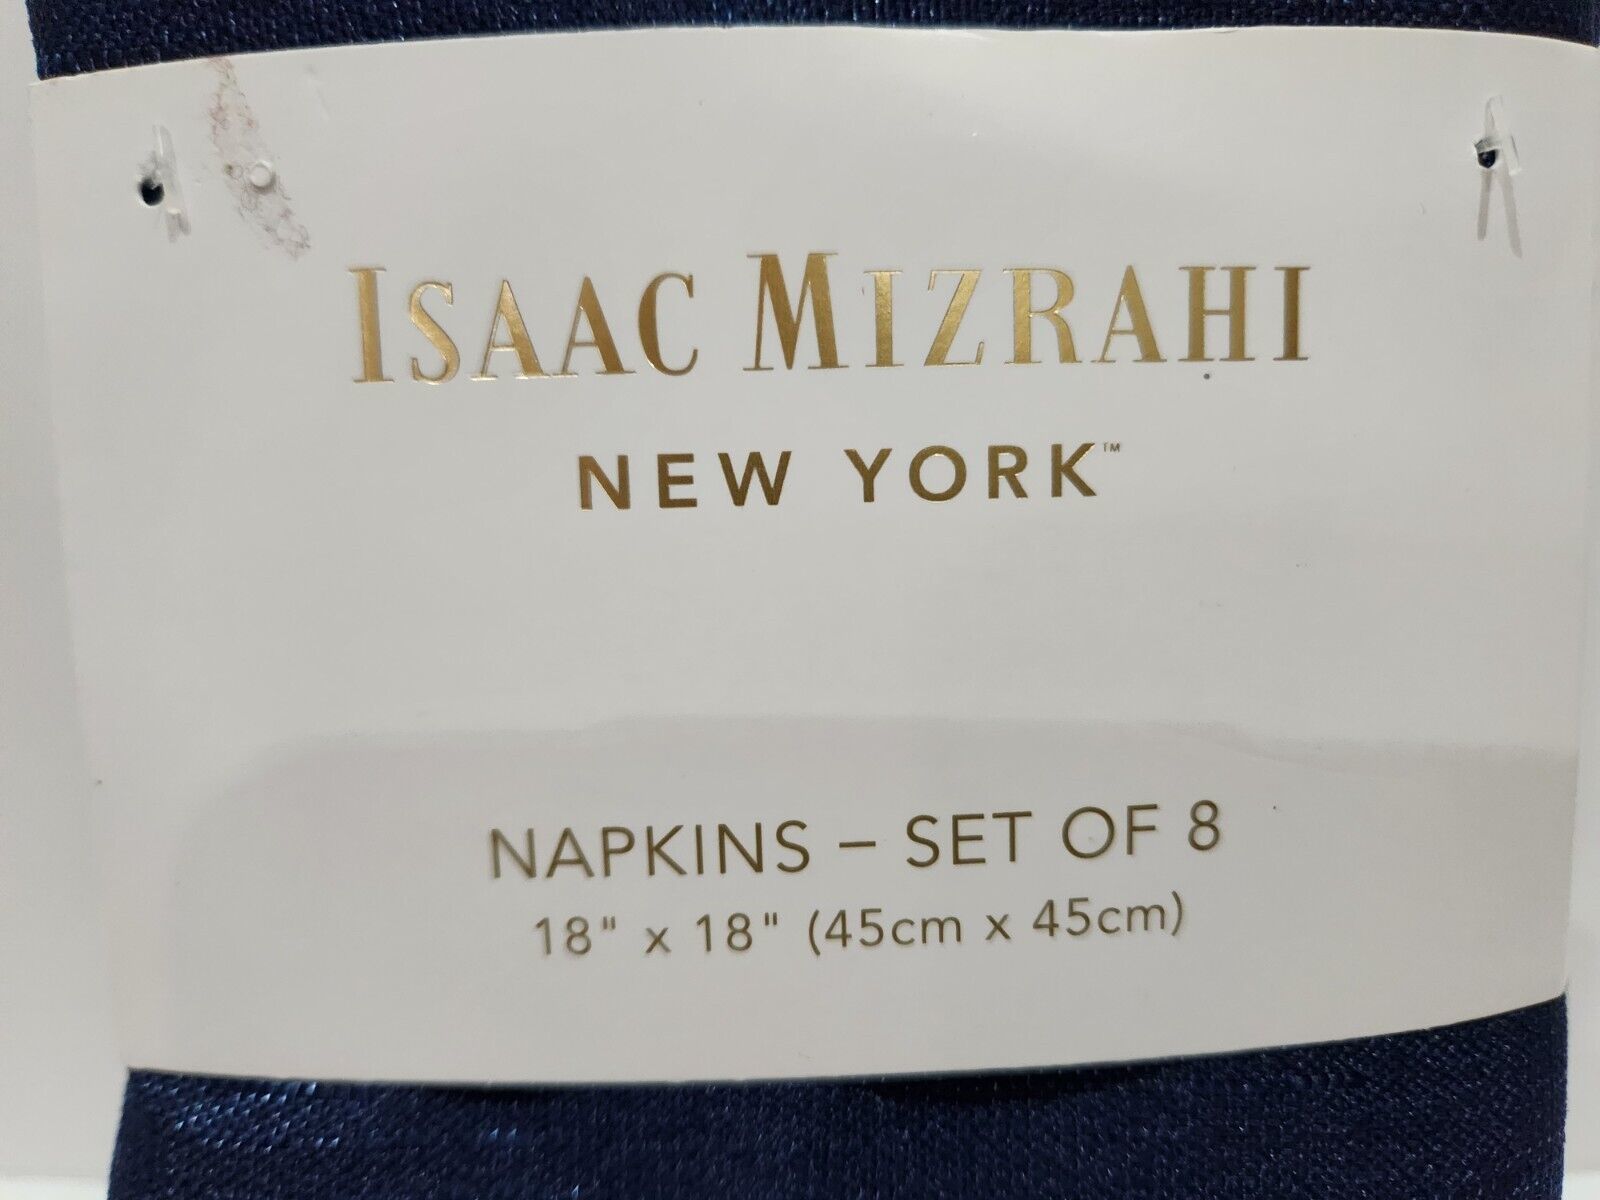 ISAAC MIZRAHI
NEW YORK™
NAPKINS – SET OF 8
18" x 18" (45cm x 45cm)